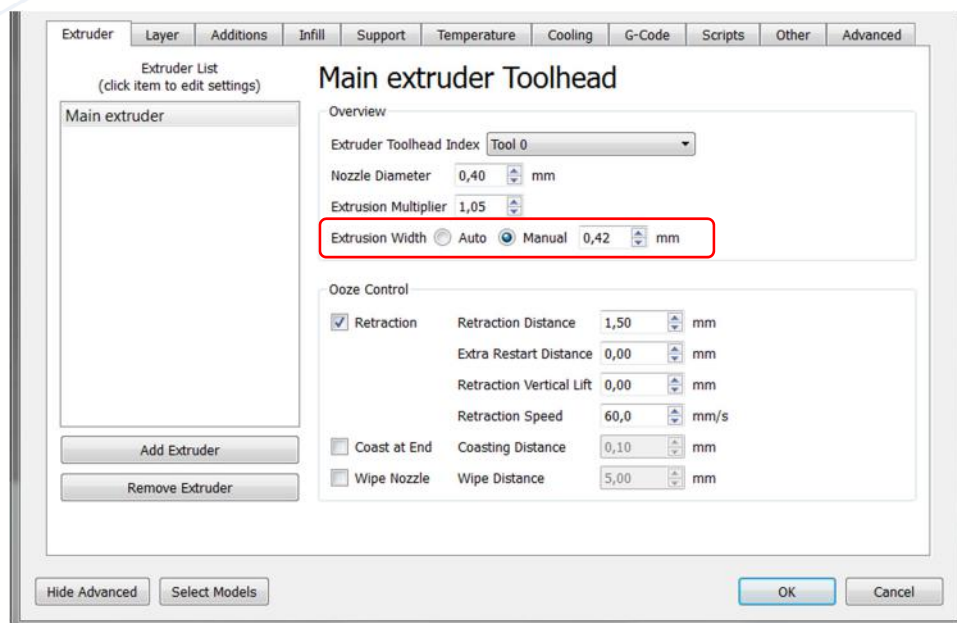 Extruder Layer Additions Infill Support Temperature Cooling G-Code Scripts Other Advanced
Extruder List
(click item to edit settings)
Main extruder
Add Extruder
Remove Extruder
Main extruder Toolhead
Overview
Extruder Toolhead Index Tool 0
Nozzle Diameter 0,40 mm
Extrusion Multiplier 1,05
Extrusion Width Auto Manual 0,42 mm
Ooze Control
Retraction Retraction Distance 1,50 mm
Extra Restart Distance 0,00 mm
Retraction Vertical Lift 0,00 mm
Retraction Speed 60,0 mm/s
Coast at End Coasting Distance 0,10 mm
Wipe Nozzle Wipe Distance 5,00 mm
Hide Advanced Select Models OK Cancel